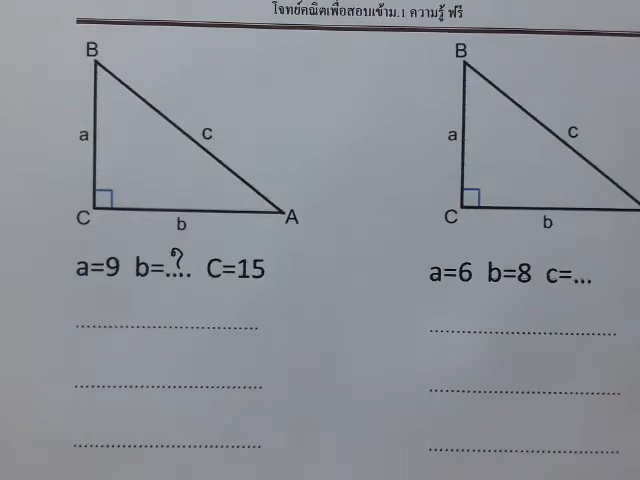 โจทย์คณิตเพื่อสอบเข้าม.1 ความรู้ ฟรี
B
a
c
C
b
A
a=9 b=....? C=15
B
a
c
C
b
a=6 b=8 c=...